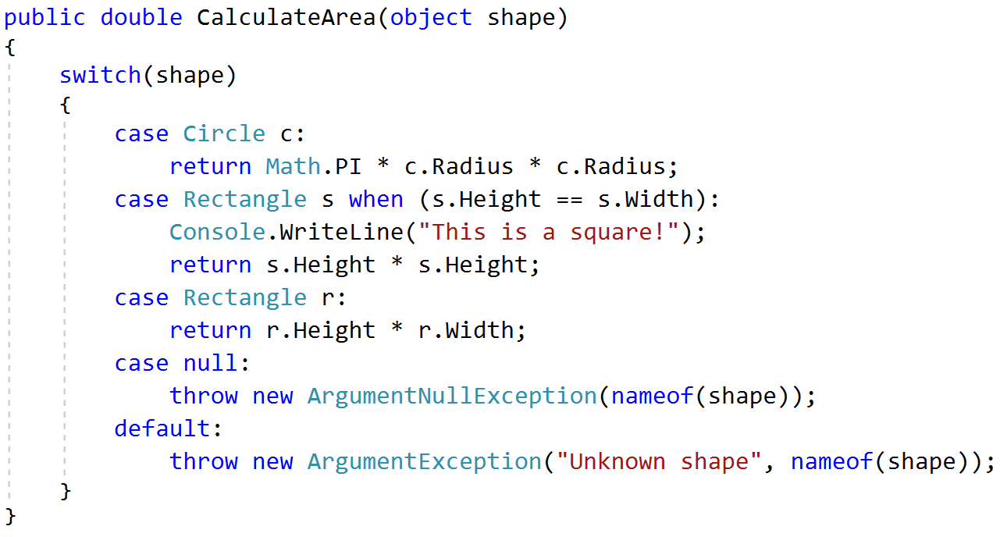 public double CalculateArea(object shape)
{
    switch(shape)
    {
        case Circle c:
            return Math.PI * c.Radius * c.Radius;
        case Rectangle s when (s.Height == s.Width):
            Console.WriteLine("This is a square!");
            return s.Height * s.Height;
        case Rectangle r:
            return r.Height * r.Width;
        case null:
            throw new ArgumentNullException(nameof(shape));
        default:
            throw new ArgumentException("Unknown shape", nameof(shape));
    }
}